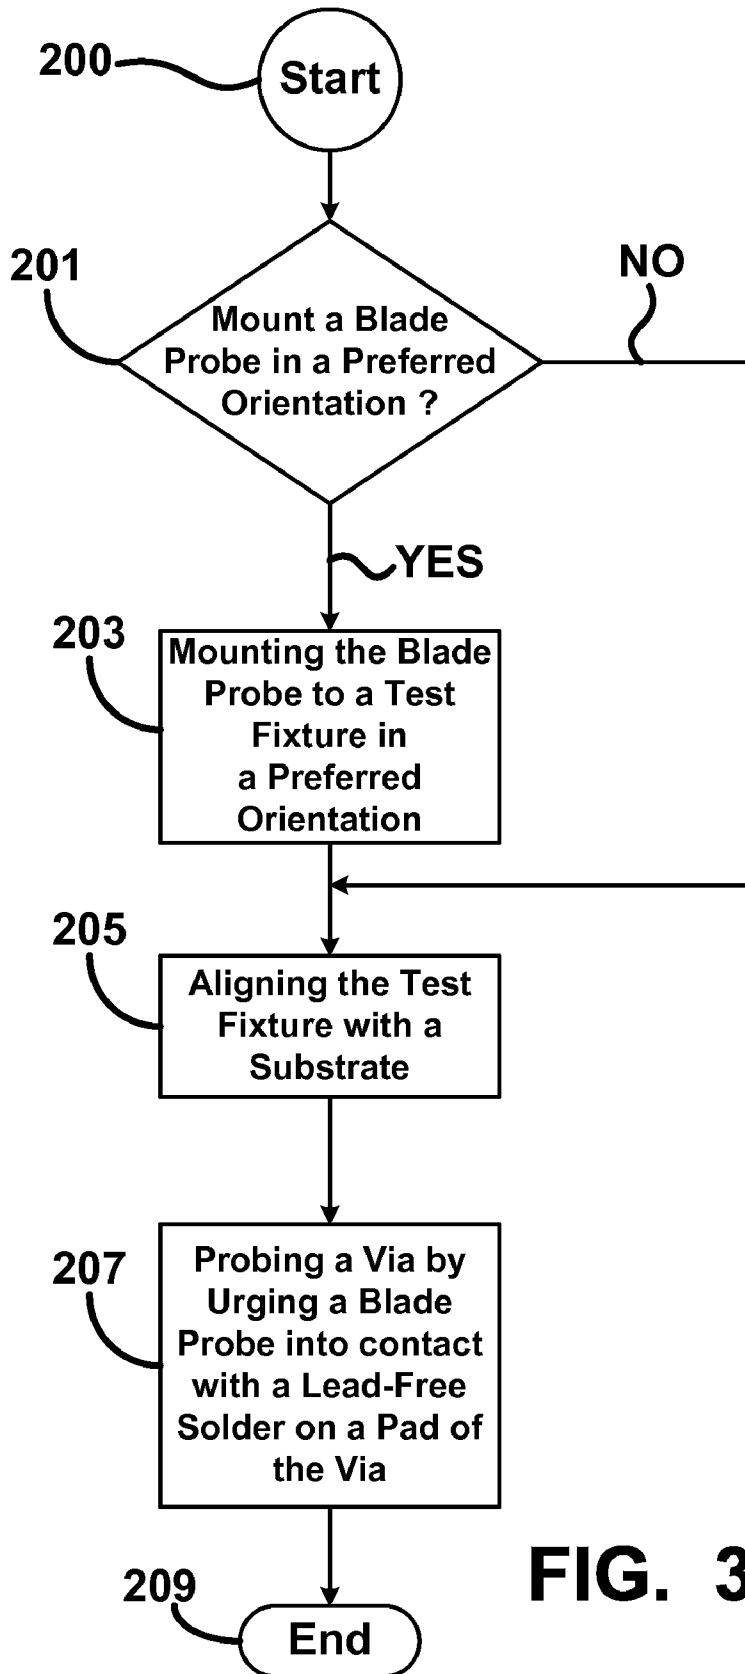 200
Start
201
NO
Mount a Blade
Probe in a Preferred
Orientation ?
YES
203
Mounting the Blade
Probe to a Test
Fixture in
a Preferred
Orientation
205
Aligning the Test
Fixture with a
Substrate
207
Probing a Via by
Urging a Blade
Probe into contact
with a Lead-Free
Solder on a Pad of
the Via
FIG. 3
209
End